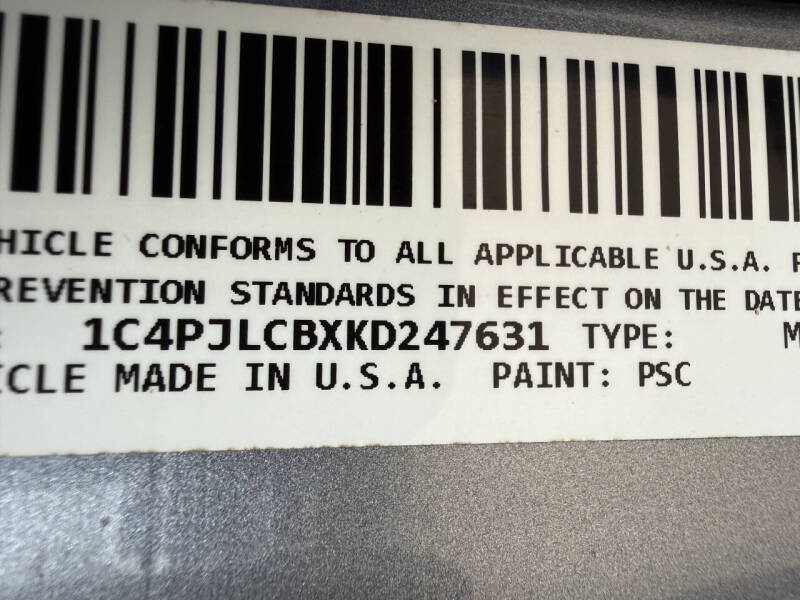 HICLE CONFORMS TO ALL APPLICABLE U.S.A.
REVENTION STANDARDS IN EFFECT ON THE DATE
: 1C4PJLCBXKD247631 TYPE: M
ICLE MADE IN U.S.A. PAINT: PSC